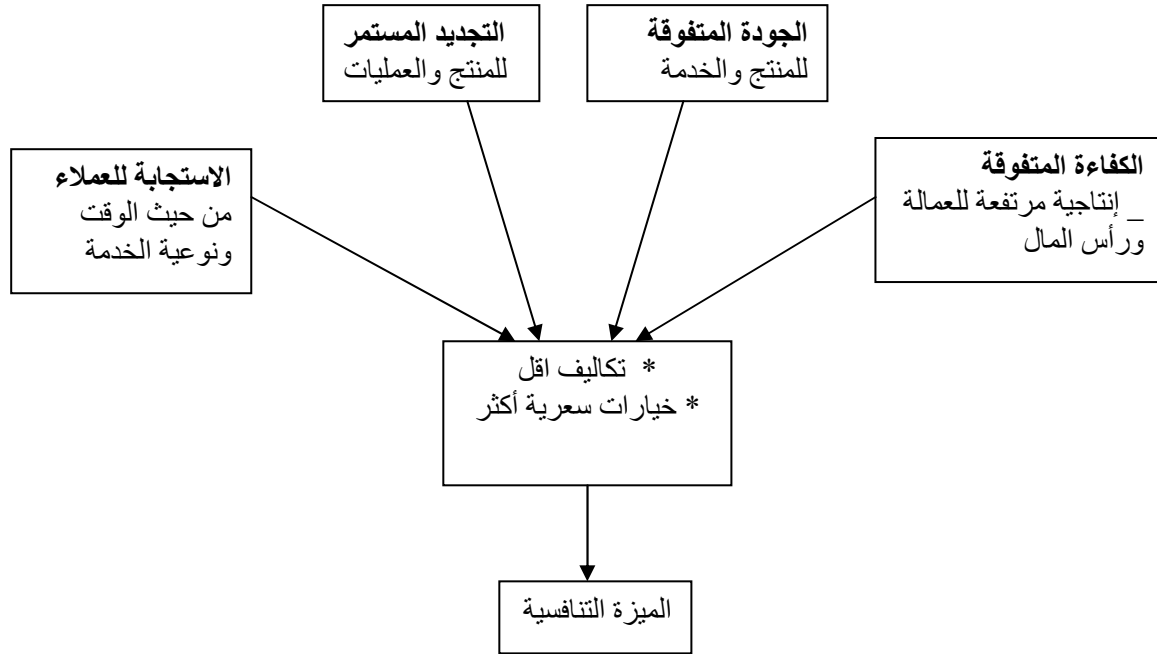 الجودة المتفوقة
للمنتج والخدمة
التجديد المستمر
للمنتج والعمليات
الكفاءة المتفوقة
_ إنتاجية مرتفعة للعمالة
ورأس المال
الاستجابة للعملاء
من حيث الوقت
ونوعية الخدمة
* تكاليف اقل
* خيارات سعرية أكثر
الميزة التنافسية